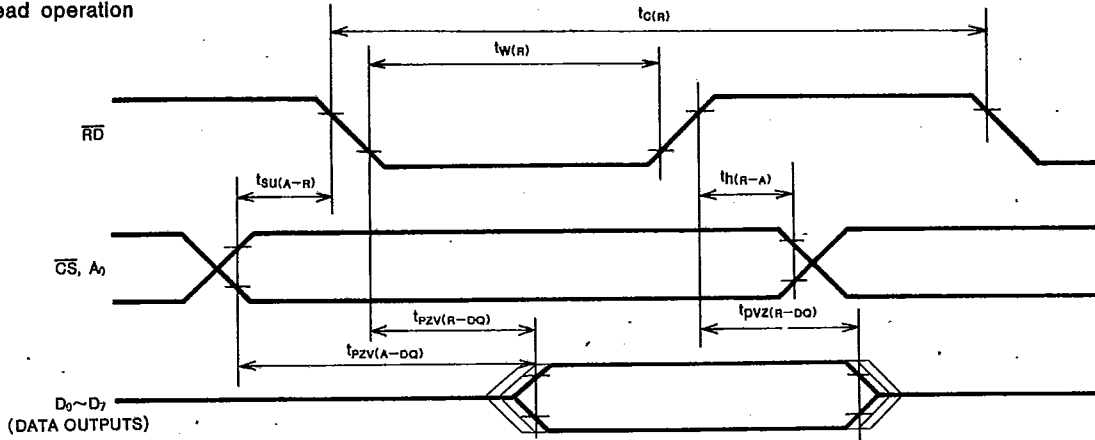 ead operation
tC(R)
tW(R)
RD
tSU(A-R)
th(R-A)
CS, A0
tPZV(R-DQ)
tPVZ(R-DQ)
tPZV(A-DQ)
D0~D7
(DATA OUTPUTS)